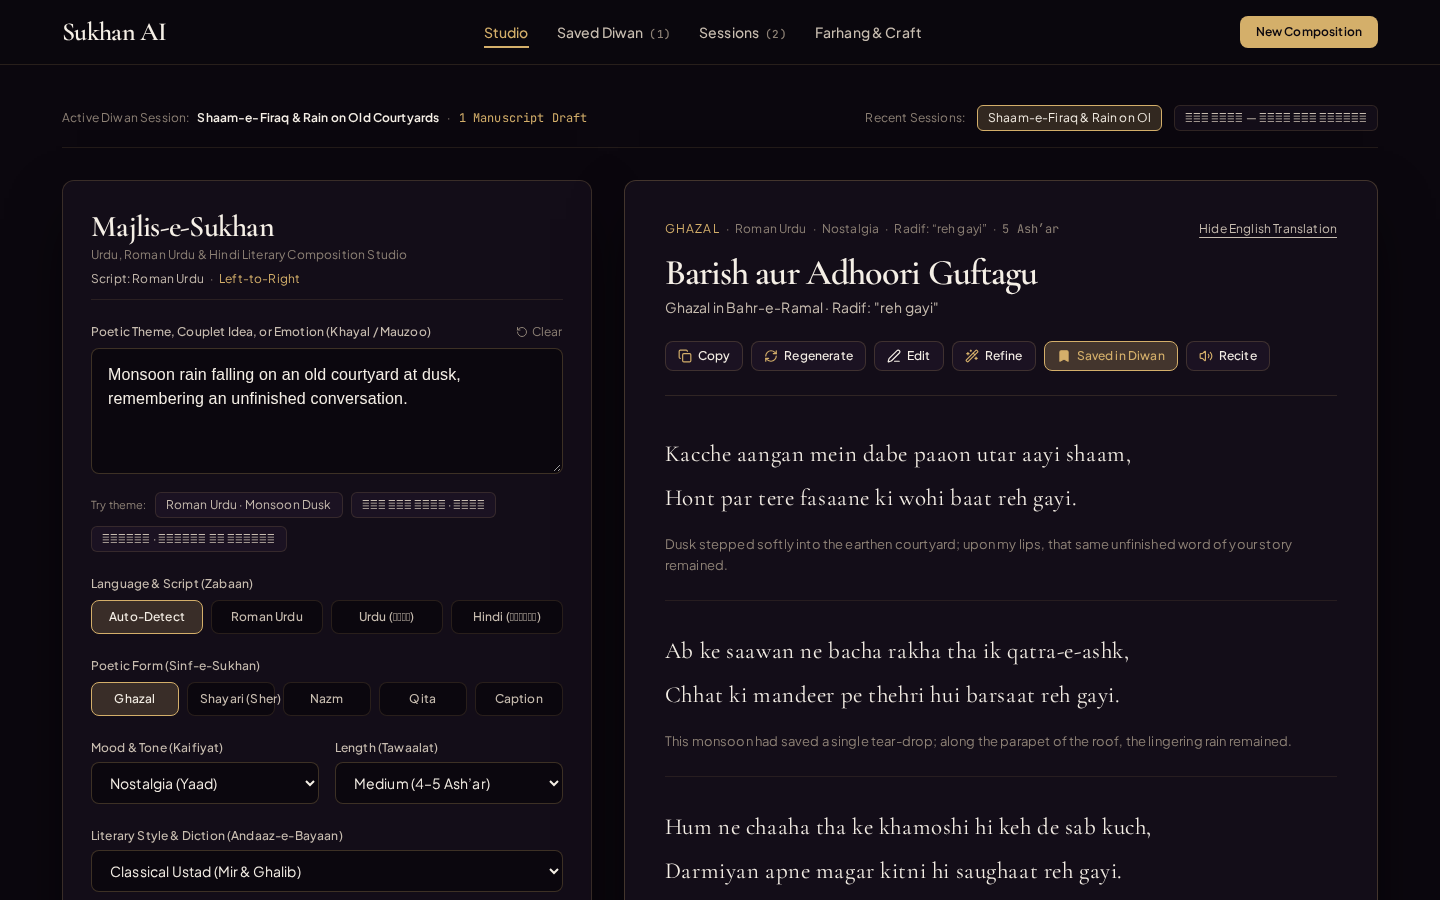 Sukhan AI
Studio
Saved Diwan (1)
Sessions (2)
Farhang & Craft
New Composition
Active Diwan Session: Shaam-e-Firaq & Rain on Old Courtyards · 1 Manuscript Draft
Recent Sessions:
Shaam-e-Firaq & Rain on Ol
Majlis-e-Sukhan
Urdu, Roman Urdu & Hindi Literary Composition Studio
Script: Roman Urdu · Left-to-Right
Poetic Theme, Couplet Idea, or Emotion (Khayal / Mauzoo)
Clear
Monsoon rain falling on an old courtyard at dusk,
remembering an unfinished conversation.
Try theme:
Roman Urdu · Monsoon Dusk
Language & Script (Zabaan)
Auto-Detect
Roman Urdu
Urdu
Hindi
Poetic Form (Sinf-e-Sukhan)
Ghazal
Shayari (Sher)
Nazm
Qita
Caption
Mood & Tone (Kaifiyat)
Length (Tawaalat)
Nostalgia (Yaad)
Medium (4–5 Ash'ar)
Literary Style & Diction (Andaaz-e-Bayaan)
Classical Ustad (Mir & Ghalib)
GHAZAL · Roman Urdu · Nostalgia · Radif: "reh gayi" · 5 Ash'ar
Hide English Translation
Barish aur Adhoori Guftagu
Ghazal in Bahr-e-Ramal · Radif: "reh gayi"
Copy
Regenerate
Edit
Refine
Saved in Diwan
Recite
Kacche aangan mein dabe paaon utar aayi shaam,
Hont par tere fasaane ki wohi baat reh gayi.
Dusk stepped softly into the earthen courtyard; upon my lips, that same unfinished word of your story
remained.
Ab ke saawan ne bacha rakha tha ik qatra-e-ashk,
Chhat ki mandeer pe thehri hui barsaat reh gayi.
This monsoon had saved a single tear-drop; along the parapet of the roof, the lingering rain remained.
Hum ne chaaha tha ke khamoshi hi keh de sab kuch,
Darmiyan apne magar kitni hi saughaat reh gayi.